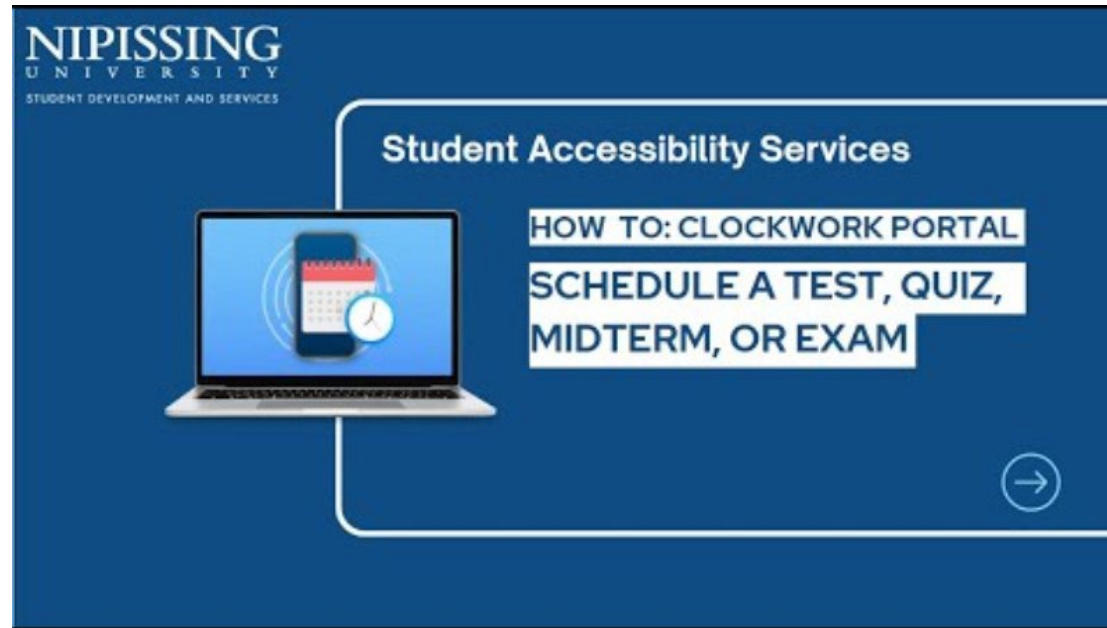 NIPISSING
UNIVERSITY
STUDENT DEVELOPMENT AND SERVICES
Student Accessibility Services
HOW TO: CLOCKWORK PORTAL
SCHEDULE A TEST, QUIZ,
MIDTERM, OR EXAM